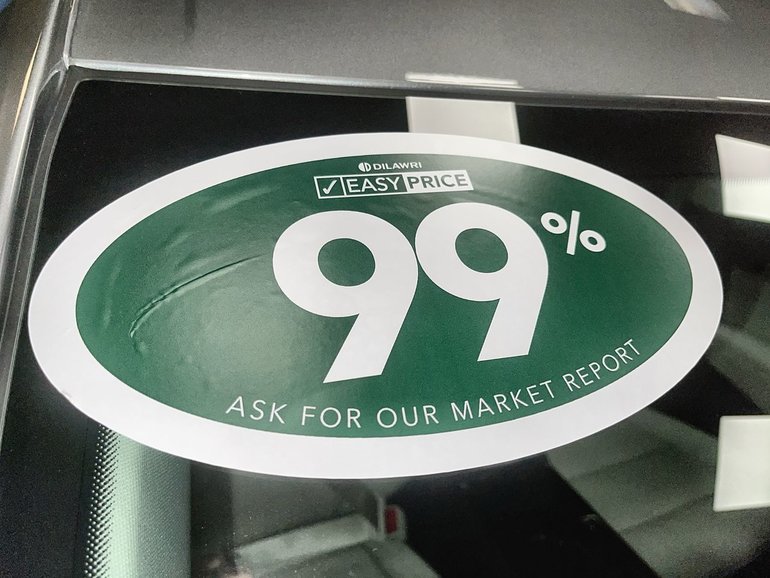 DILAWRI
✓ EASY PRICE
99%
ASK FOR OUR MARKET REPORT